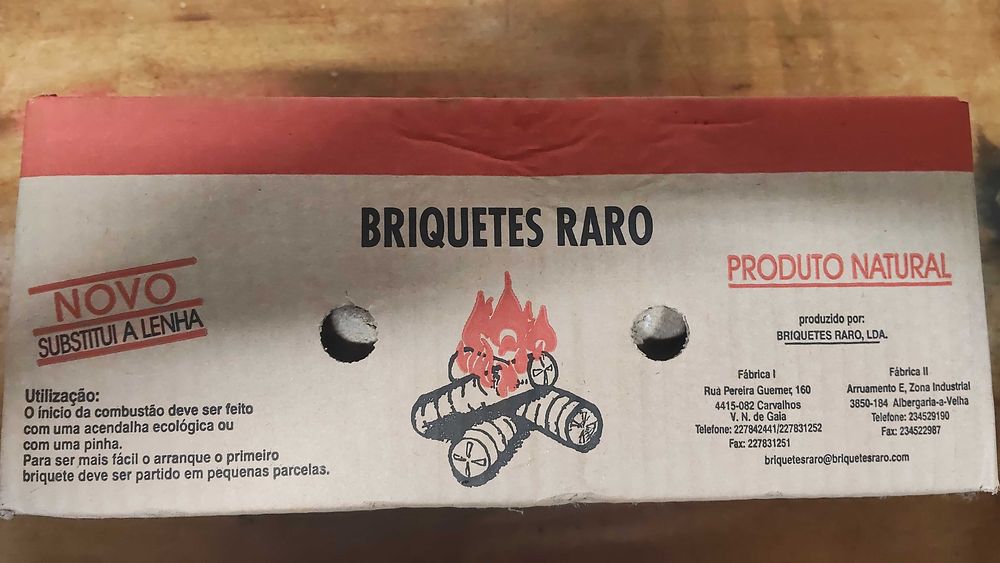 BRIQUETES RARO
NOVO
SUBSTITUI A LENHA
PRODUTO NATURAL
produzido por:
BRIQUETES RARO, LDA.
Utilização:
O ínicio da combustão deve ser feito
com uma acendalha ecológica ou
com uma pinha.
Para ser mais fácil o arranque o primeiro
briquete deve ser partido em pequenas parcelas.
Fábrica I
Rua Pereira Guemer, 160
4415-082 Carvalhos
V. N. de Gaia
Telefone: 227842441/227831252
Fax: 227831251
Fábrica II
Arruamento E, Zona Industrial
3850-184 Albergaria-a-Velha
Telefone: 234529190
Fax: 234522987
briquetesraro@briquetesraro.com